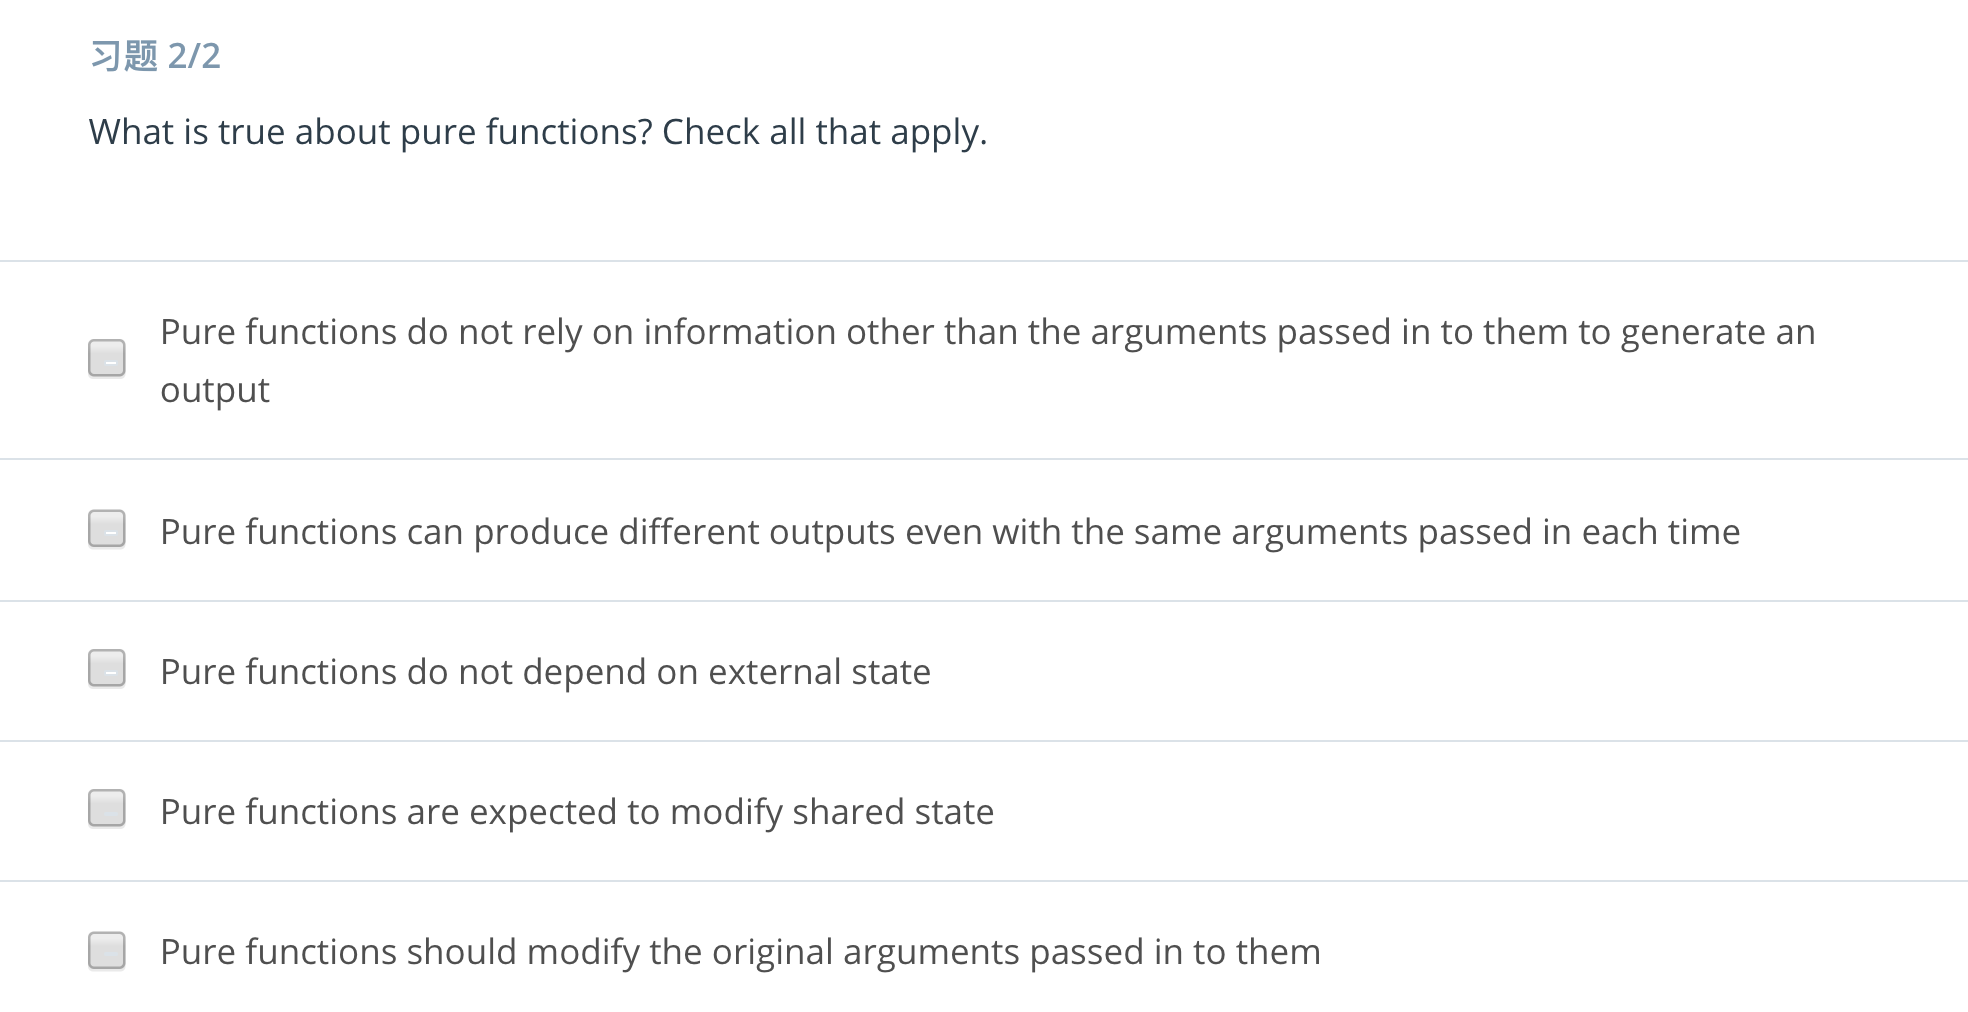 习题 2/2
What is true about pure functions? Check all that apply.
Pure functions do not rely on information other than the arguments passed in to them to generate an
output
Pure functions can produce different outputs even with the same arguments passed in each time
Pure functions do not depend on external state
Pure functions are expected to modify shared state
Pure functions should modify the original arguments passed in to them